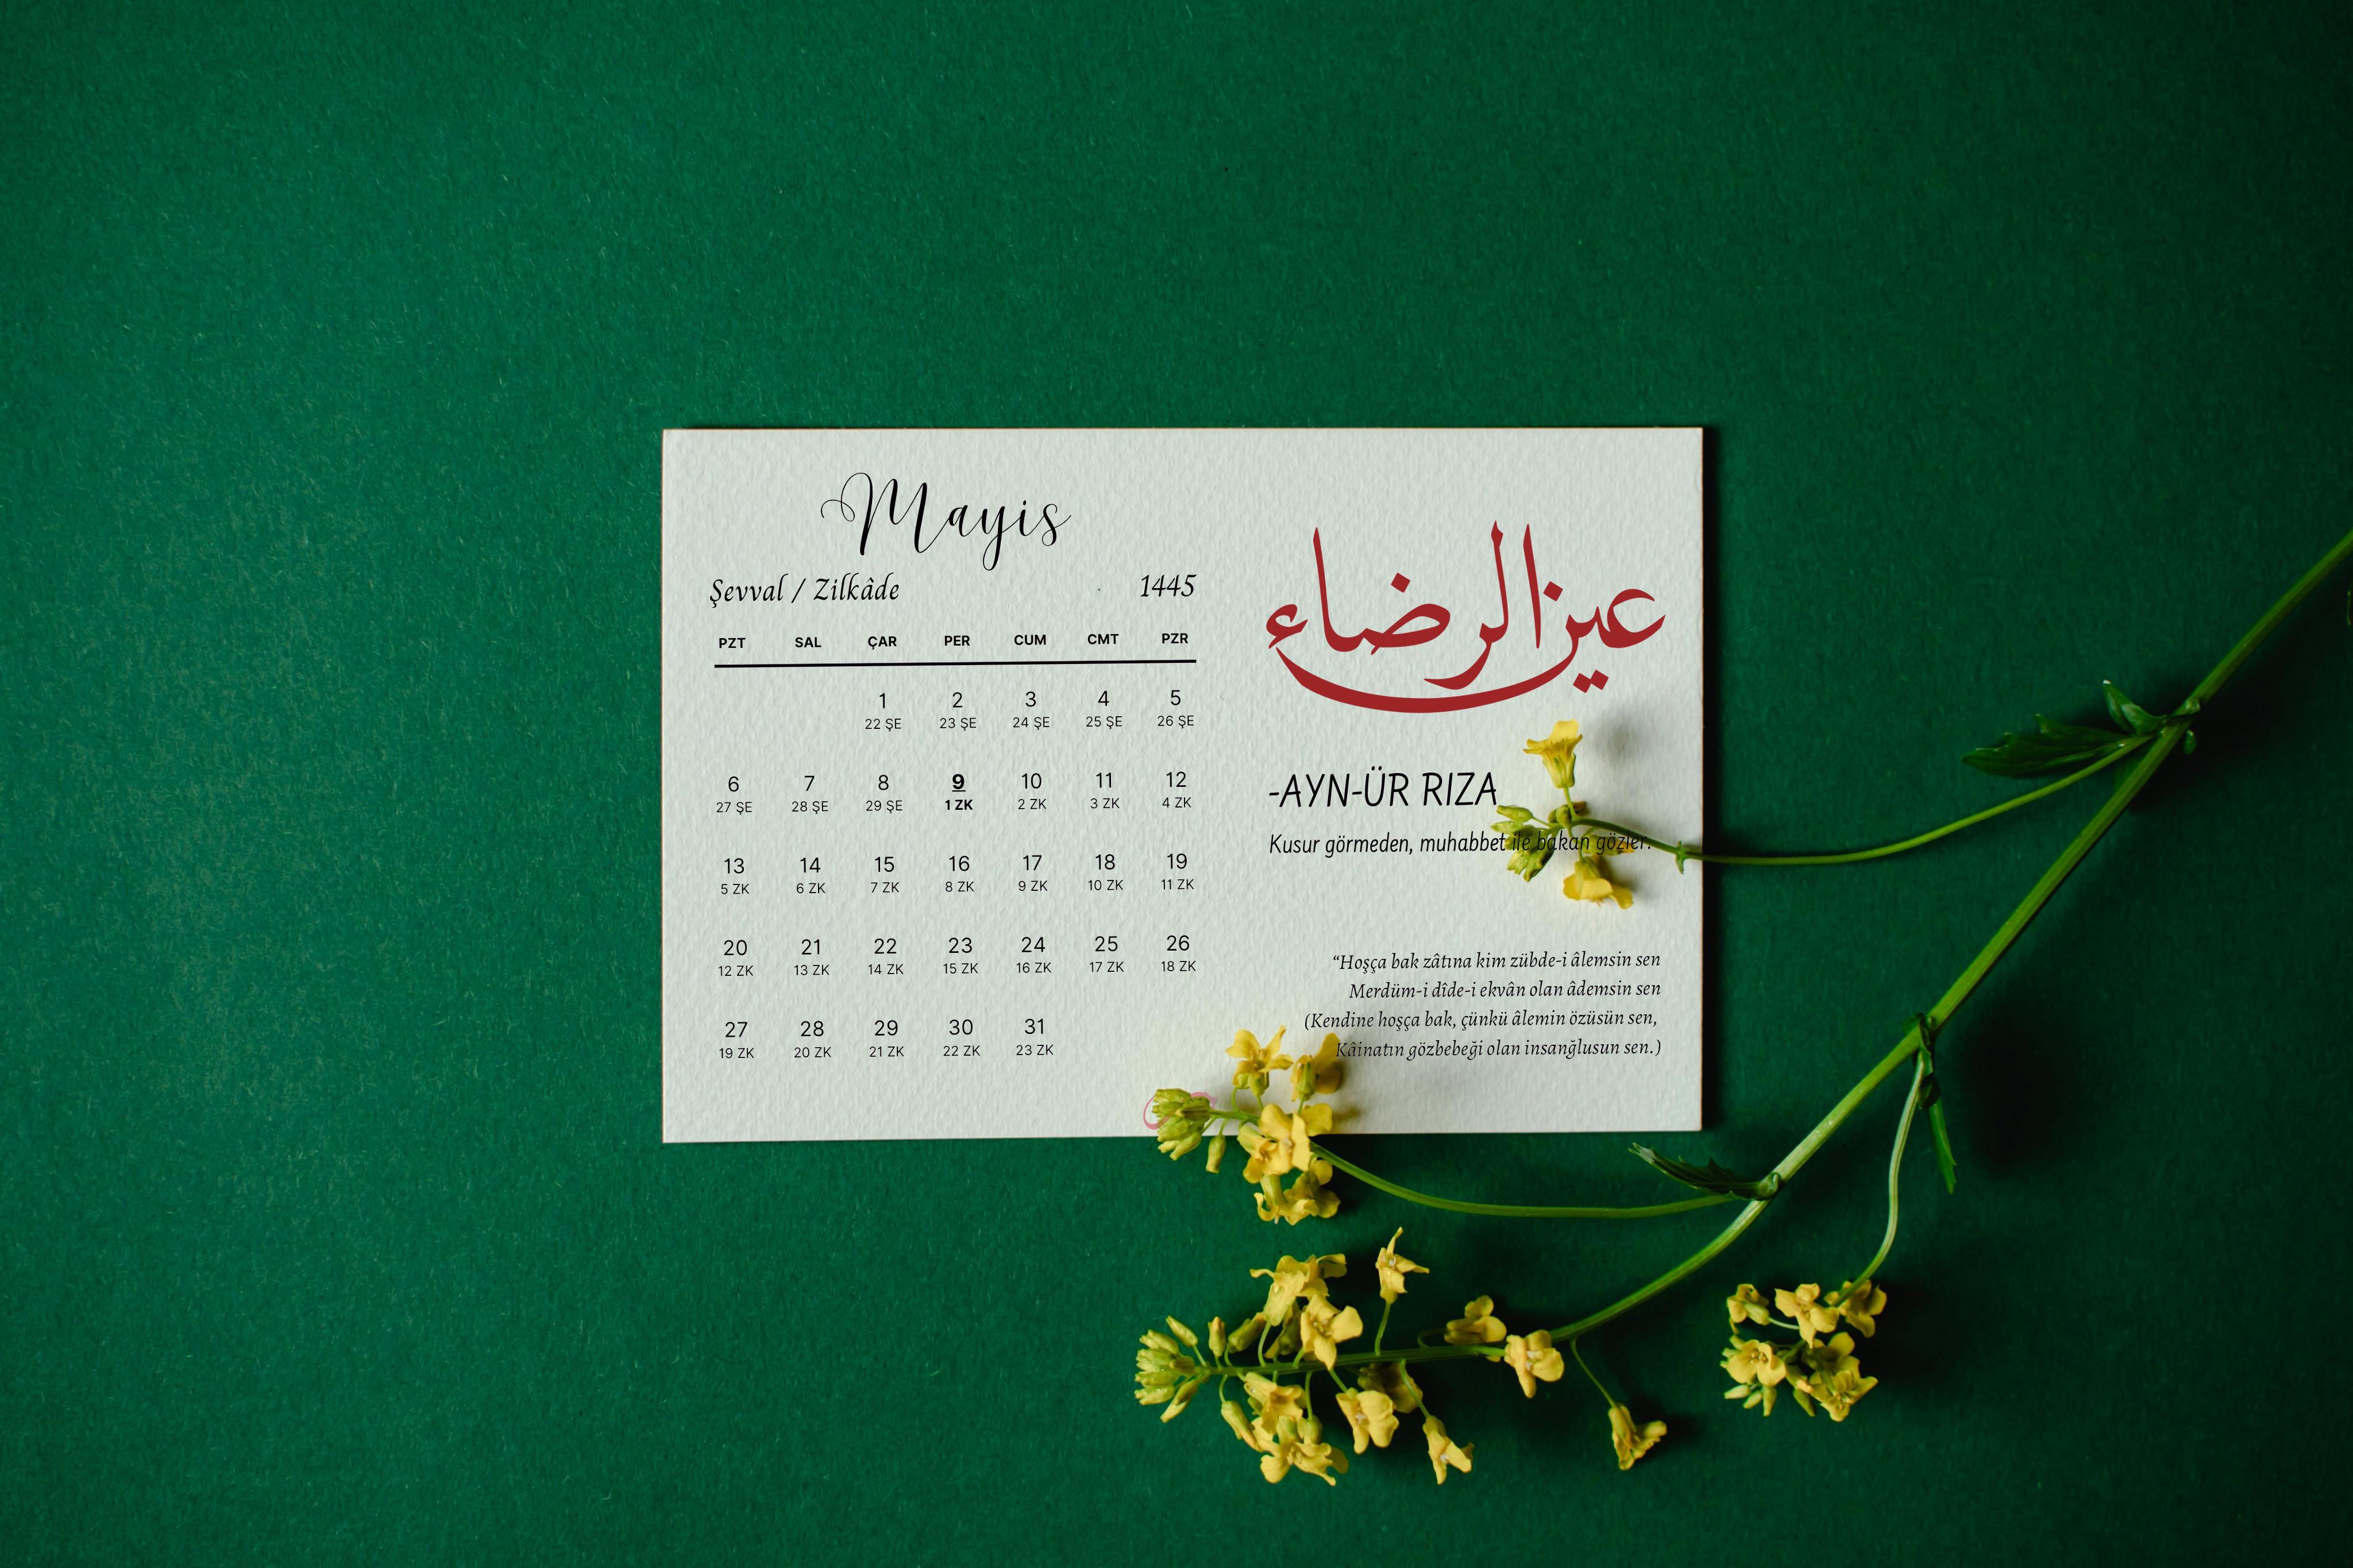 Mayis
Şevval / Zilkâde 1445
PZT SAL ÇAR PER CUM CMT PZR
1 2 3 4 5
22 ŞE 23 ŞE 24 ŞE 25 ŞE 26 ŞE
6 7 8 9 10 11 12
27 ŞE 28 ŞE 29 ŞE 1 ZK 2 ZK 3 ZK 4 ZK
13 14 15 16 17 18 19
5 ZK 6 ZK 7 ZK 8 ZK 9 ZK 10 ZK 11 ZK
20 21 22 23 24 25 26
12 ZK 13 ZK 14 ZK 15 ZK 16 ZK 17 ZK 18 ZK
27 28 29 30 31
19 ZK 20 ZK 21 ZK 22 ZK 23 ZK
عين الرضاء
-AYN-ÜR RIZA
Kusur görmeden, muhabbet ile bakan gözler.
“Hoşça bak zâtına kim zübde-i âlemsin sen
Merdüm-i dîde-i ekvân olan âdemsin sen
(Kendine hoşça bak, çünkü âlemin özüsün sen,
Kâinatın gözbebeği olan insanğlusun sen.)